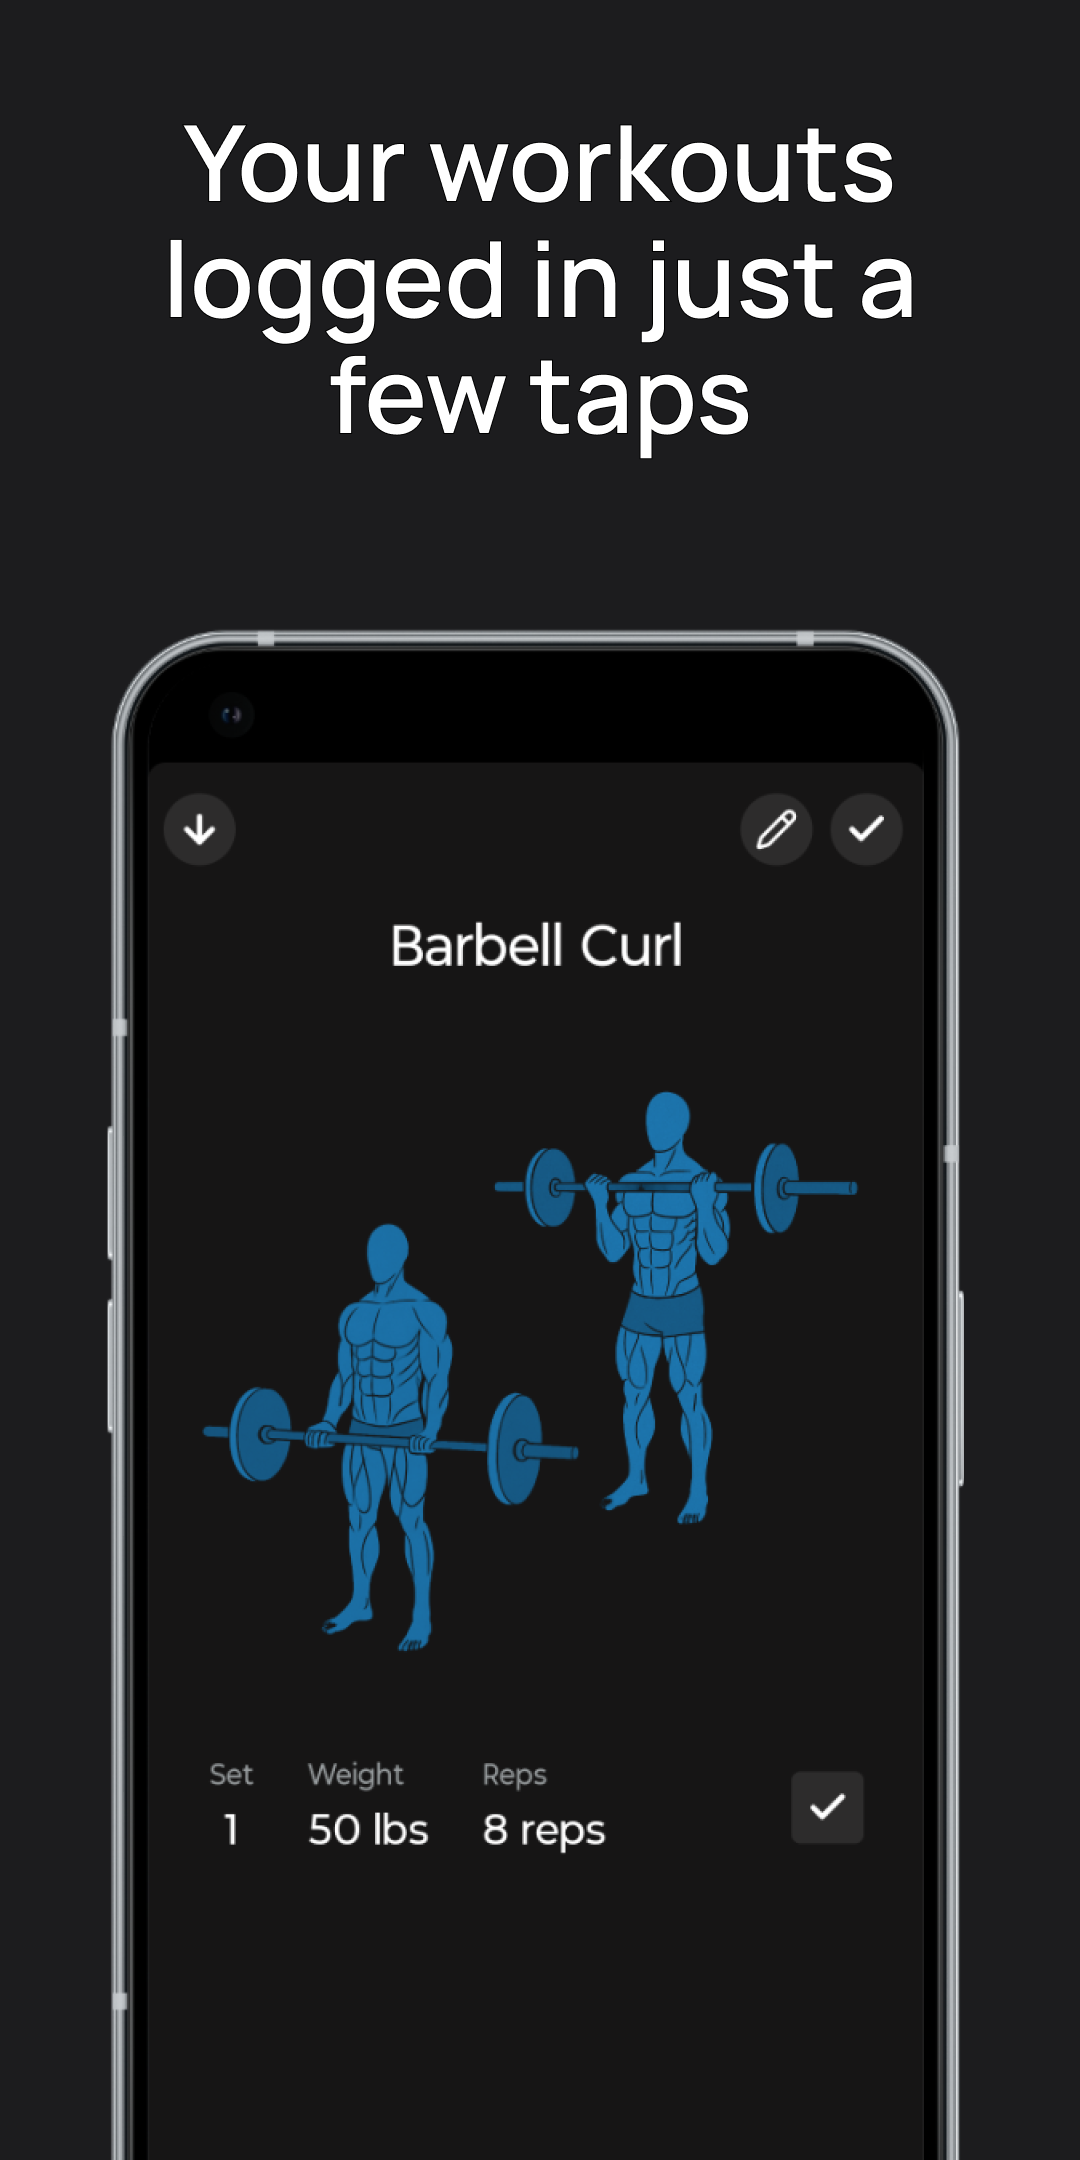 Your workouts
logged in just a
few taps
Barbell Curl
Set Weight Reps
1 50 lbs 8 reps